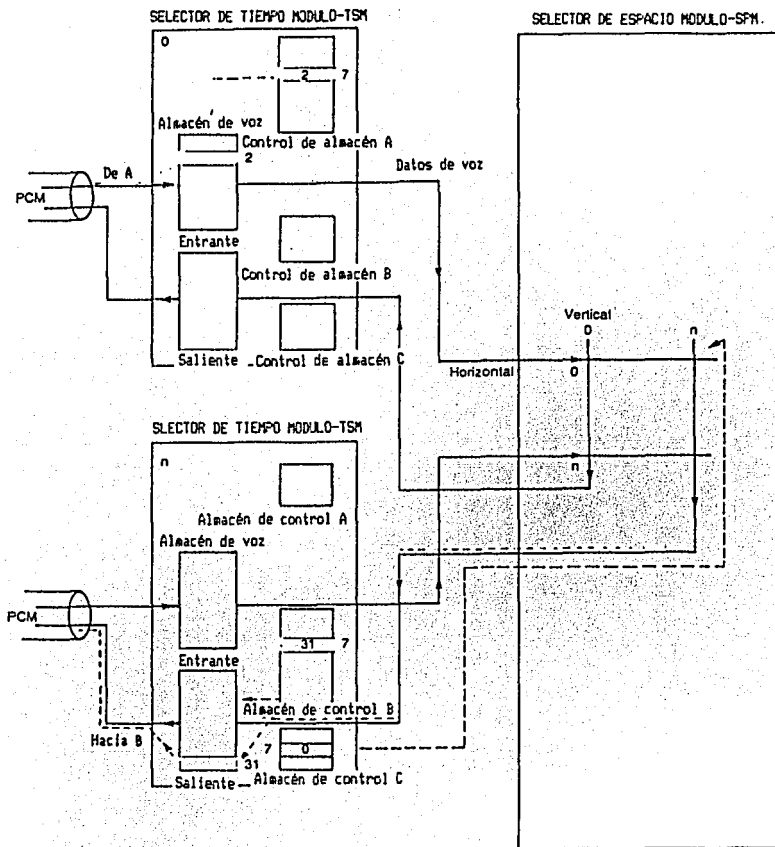 SELECTOR DE TIEMPO MODULO-TSM
SELECTOR DE ESPACIO MODULO-SPM.
0
2 7
Almacén de voz
Control de almacén A
2
De A
Datos de voz
PCM
Entrante
Control de almacén B
Vertical
0 n
Saliente
Control de almacén C
Horizontal
0
SLECTOR DE TIEMPO MODULO-TSM
n
n
Almacén de control A
Almacén de voz
PCM
31 7
Entrante
Almacén de control B
Hacía B
7 0
31
Saliente
Almacén de control C